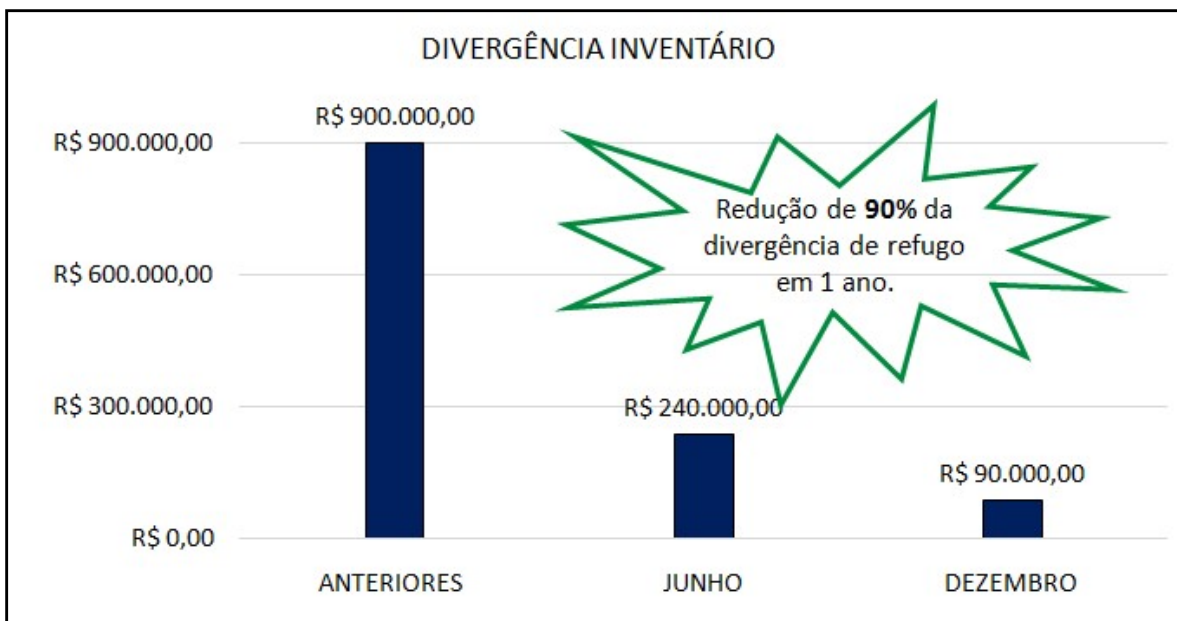 DIVERGÊNCIA INVENTÁRIO
R$ 900.000,00
R$ 900.000,00
Redução de 90% da
divergência de refugo
em 1 ano.
R$ 600.000,00
R$ 300.000,00
R$ 240.000,00
R$ 90.000,00
R$ 0,00
ANTERIORES
JUNHO
DEZEMBRO